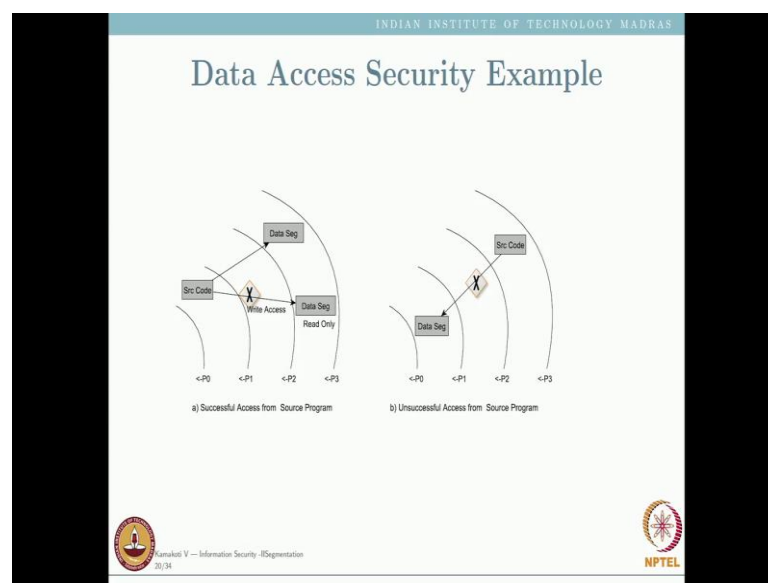 INDIAN INSTITUTE OF TECHNOLOGY MADRAS
Data Access Security Example
Data Seg
Src Code
X
Write Access
Data Seg
Read Only
<-P0 <-P1 <-P2 <-P3
a) Successful Access from Source Program
Src Code
X
Data Seg
<-P0 <-P1 <-P2 <-P3
b) Unsuccessful Access from Source Program
Kamakoti V — Information Security -IISegmentation
20/34
NPTEL